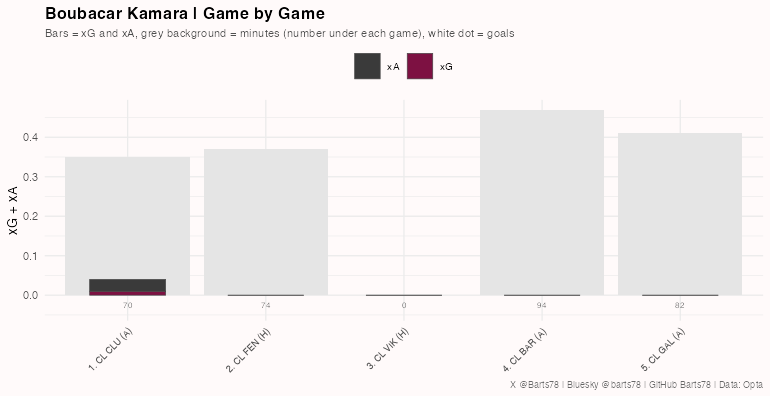 Boubacar Kamara | Game by Game
Bars = xG and xA, grey background = minutes (number under each game), white dot = goals
xA xG
xG + xA
0.4
0.3
0.2
0.1
0.0
70 74 0 94 82
1. CL CLU (A)
2. CL FEN (H)
3. CL VIK (H)
4. CL BAR (A)
5. CL GAL (A)
X @Barts78 | Bluesky @barts78 | GitHub Barts78 | Data: Opta